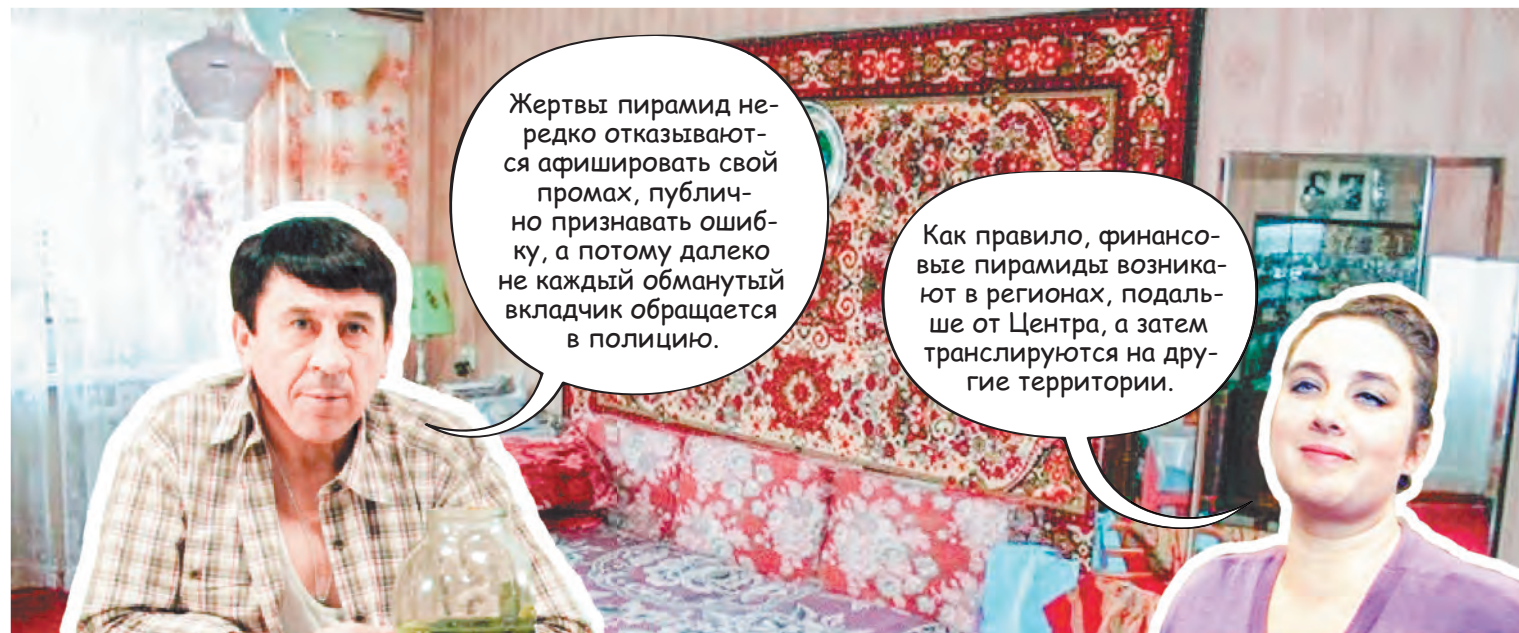 Жертвы пирамид не-
редко отказывают-
ся афишировать свой
промах, публич-
но признавать ошиб-
ку, а потому далеко
не каждый обманутый
вкладчик обращается
в полицию.
Как правило, финансо-
вые пирамиды возника-
ют в регионах, подаль-
ше от Центра, а затем
транслируются на дру-
гие территории.